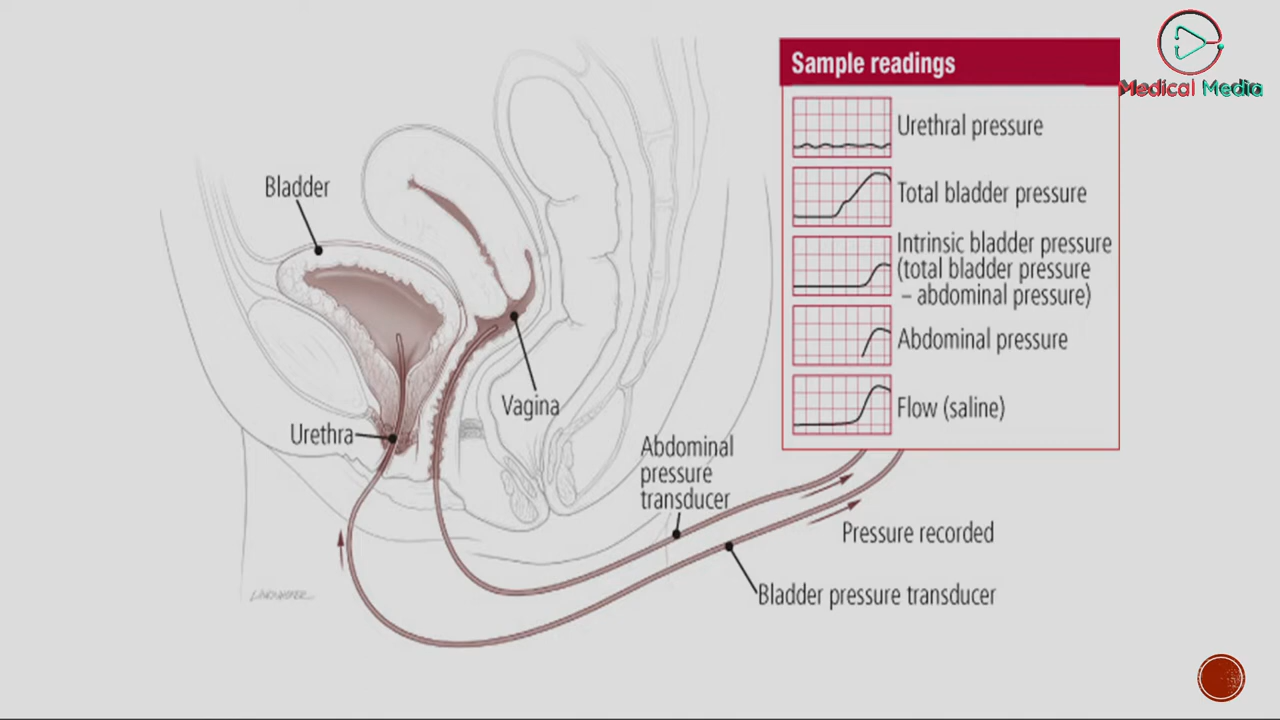 Medical Media
Sample readings
Urethral pressure
Total bladder pressure
Intrinsic bladder pressure
(total bladder pressure
– abdominal pressure)
Abdominal pressure
Flow (saline)
Bladder
Vagina
Urethra
Abdominal
pressure
transducer
Pressure recorded
Bladder pressure transducer